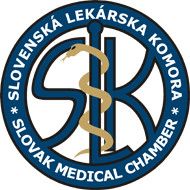 SLOVENSKÁ LEKÁRSKA KOMORA
SLK
* SLOVAK MEDICAL CHAMBER *